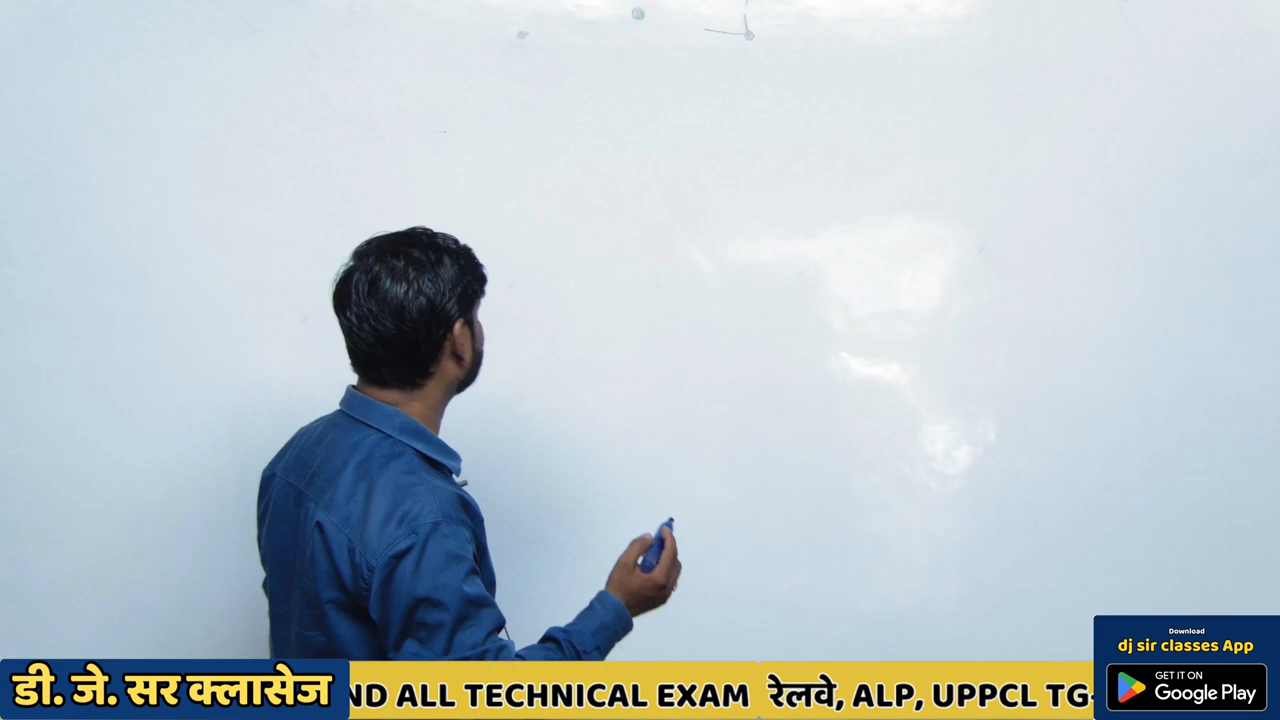 Download
dj sir classes App
GET IT ON
Google Play
डी. जे. सर क्लासेज
ND ALL TECHNICAL EXAM रेलवे, ALP, UPPCL TG-